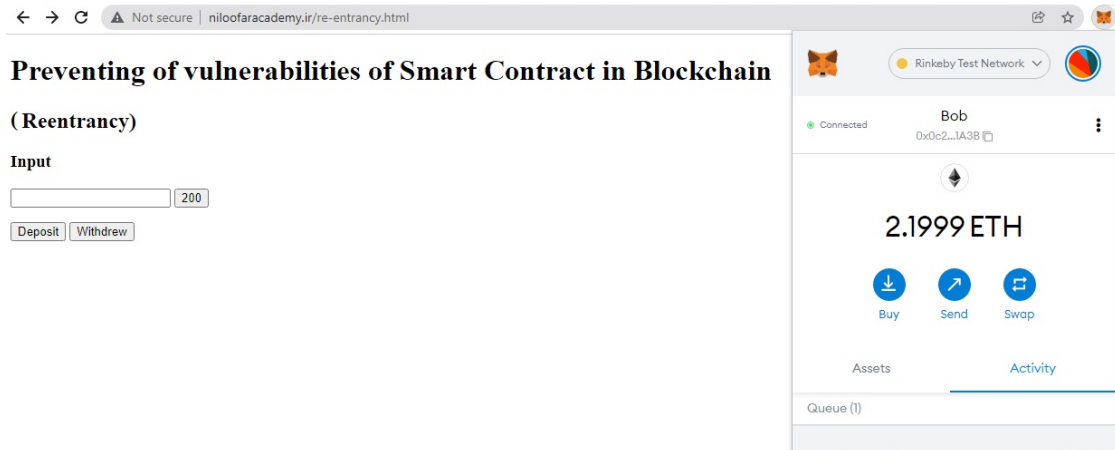 Not secure | niloofaracademy.ir/re-entrancy.html
Preventing of vulnerabilities of Smart Contract in Blockchain
( Reentrancy)
Input
200
Deposit Withdrew
Rinkeby Test Network
Connected
Bob
0x0c2...1A3B
2.1999 ETH
Buy Send Swap
Assets Activity
Queue (1)